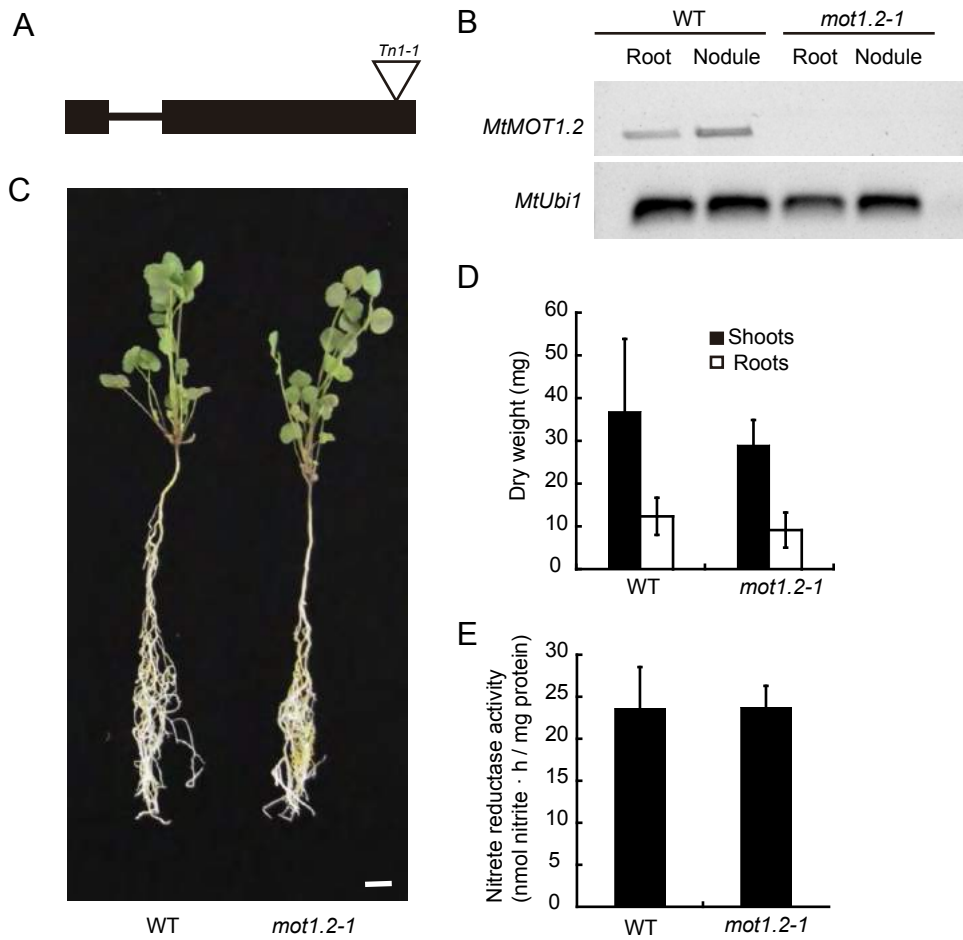 A
Tn1-1
B
WT
mot1.2-1
Root Nodule Root Nodule
MtMOT1.2
MtUbi1
C
WT
mot1.2-1
D
Dry weight (mg)
60
50
40
30
20
10
0
Shoots
Roots
WT
mot1.2-1
E
Nitrete reductase activity
(nmol nitrite · h / mg protein)
30
25
20
15
10
5
0
WT
mot1.2-1